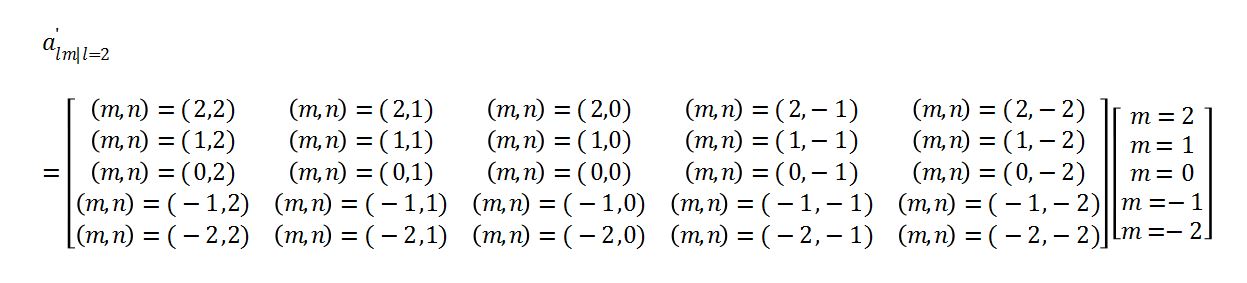 a'lm|l=2
(m,n) = (2,2) (m,n) = (2,1) (m,n) = (2,0) (m,n) = (2,−1) (m,n) = (2,−2) m = 2
(m,n) = (1,2) (m,n) = (1,1) (m,n) = (1,0) (m,n) = (1,−1) (m,n) = (1,−2) m = 1
= (m,n) = (0,2) (m,n) = (0,1) (m,n) = (0,0) (m,n) = (0,−1) (m,n) = (0,−2) m = 0
(m,n) = (−1,2) (m,n) = (−1,1) (m,n) = (−1,0) (m,n) = (−1,−1) (m,n) = (−1,−2) m =−1
(m,n) = (−2,2) (m,n) = (−2,1) (m,n) = (−2,0) (m,n) = (−2,−1) (m,n) = (−2,−2) m =−2